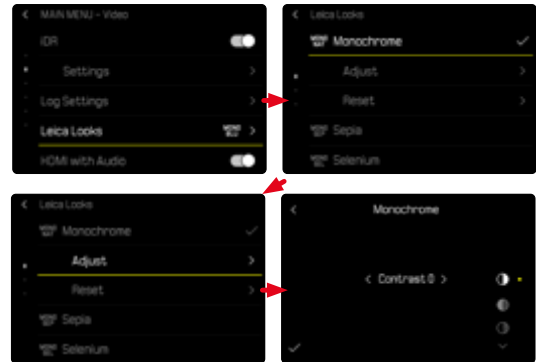 MAIN MENU - Video
iDR
Settings
Log Settings
Leica Looks
HDMI with Audio
Leica Looks
Monochrome
Adjust
Reset
Sepia
Selenium
Leica Looks
Monochrome
Adjust
Reset
Sepia
Selenium
Monochrome
< Contrast 0 >